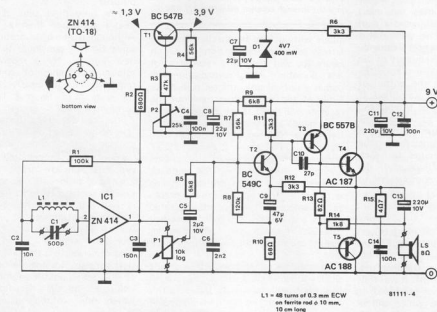 ZN 414
(TO-18)
bottom view
≈ 1,3 V
BC 547B
3,9 V
T1
R4
56k
R3
47k
P2
25k
C4
100n
C7
22µ
10V
D1
4V7
400 mW
R6
3k3
9 V
R2
680Ω
C8
22µ
10V
R9
6k8
R7
56k
R11
3k3
T3
BC 557B
C11
220µ
10V
C12
100n
R1
100k
T2
BC
549C
C10
27p
T4
AC 187
R5
6k8
R12
3k3
L1
C1
500p
IC1
ZN 414
2
1
3
C5
2µ2
10V
R8
120k
C9
47µ
6V
R13
82Ω
R14
1k8
R15
4Ω7
C13
220µ
10V
C2
10n
C3
150n
P1
10k
log
C6
2n2
R10
68Ω
T5
AC 188
C14
100n
LS
8Ω
0
L1 = 48 turns of 0.3 mm ECW
on ferrite rod ø 10 mm,
10 cm long
81111 - 4